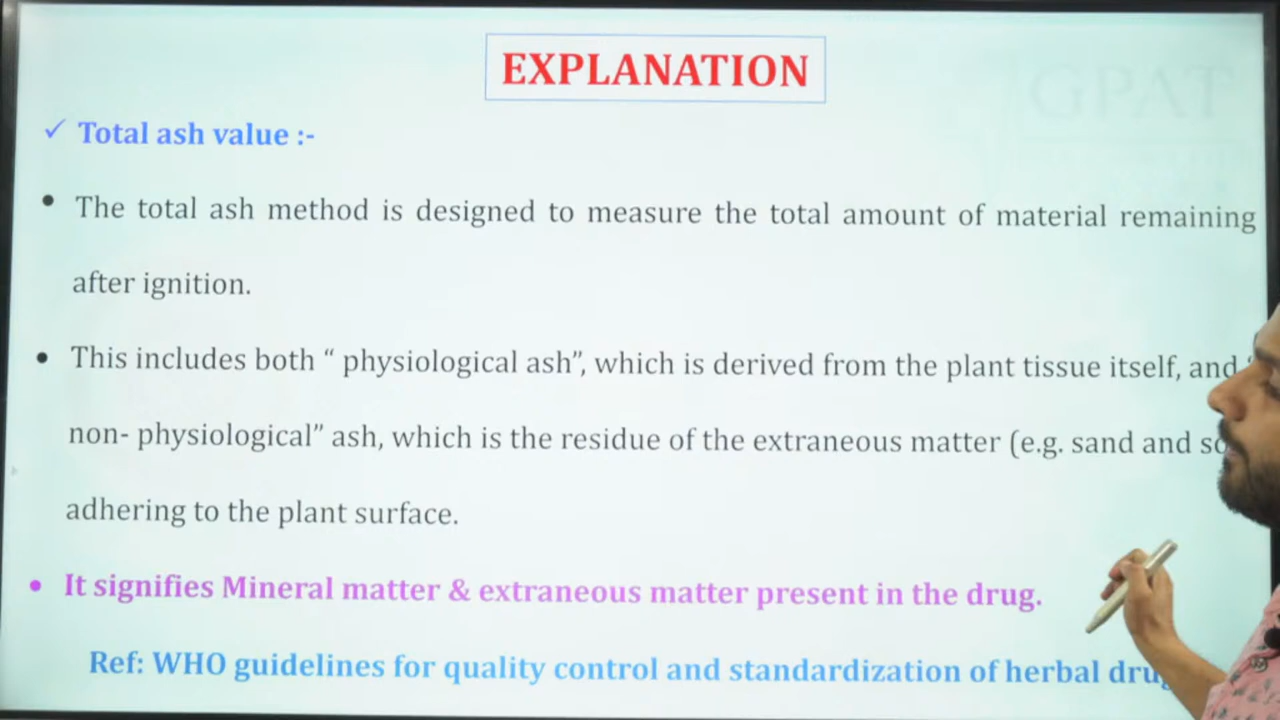 EXPLANATION
GPAT
✓ Total ash value :-
• The total ash method is designed to measure the total amount of material remaining
after ignition.
• This includes both “ physiological ash”, which is derived from the plant tissue itself, and
non- physiological” ash, which is the residue of the extraneous matter (e.g. sand and
adhering to the plant surface.
• It signifies Mineral matter & extraneous matter present in the drug.
Ref: WHO guidelines for quality control and standardization of herbal